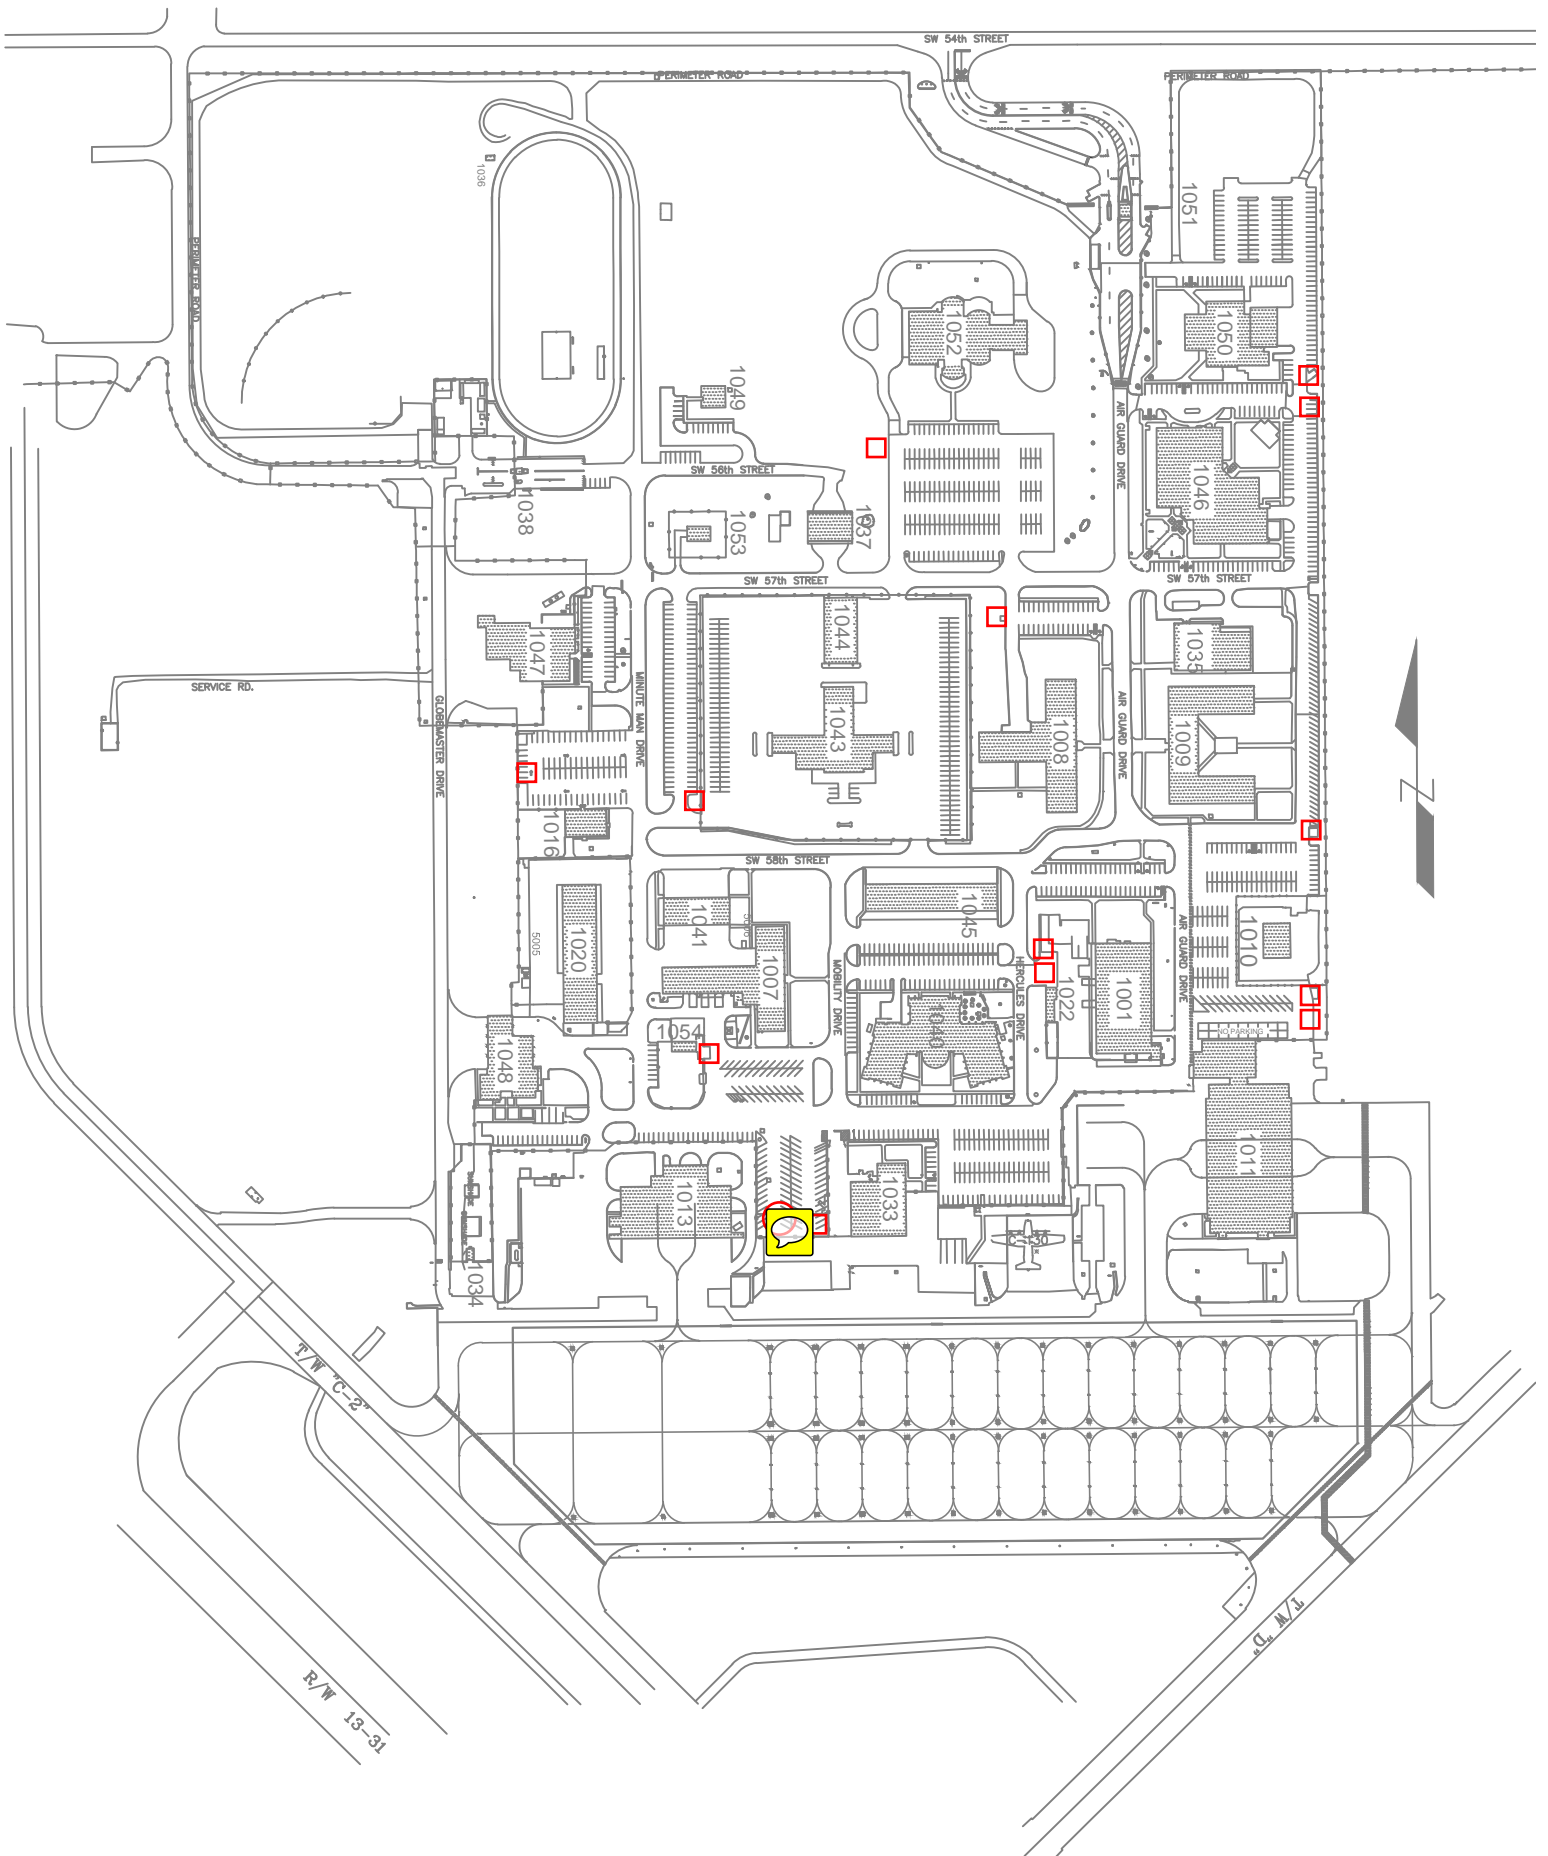 SW 54th STREET
PERIMETER ROAD
PERIMETER ROAD
1036
1051
PERIMETER ROAD
1052
1050
1049
AIR GUARD DRIVE
SW 56th STREET
1046
1038
1053
1037
SW 57th STREET
SW 57th STREET
1044
1047
1035
MINUTE MAN DRIVE
SERVICE RD.
GLOBEMASTER DRIVE
1043
1008
AIR GUARD DRIVE
1009
Z
1016
SW 58th STREET
1045
1041
5006
1020
5005
1007
MOBILITY DRIVE
HERCULES DRIVE
1022
1001
AIR GUARD DRIVE
1010
NO PARKING
1054
1040
1048
1011
1013
1033
C-130
1034
T/W "C-2"
T/W "D"
R/W 13-31